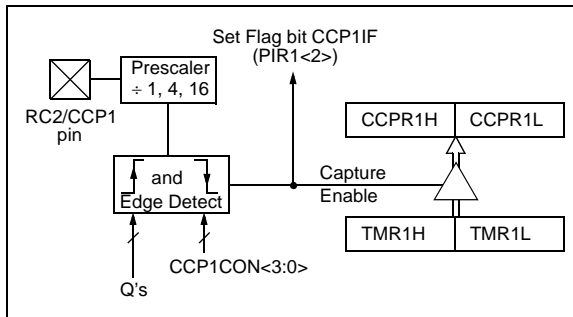 Set Flag bit CCP1IF
(PIR1<2>)
Prescaler
÷ 1, 4, 16
RC2/CCP1
pin
CCPR1H
CCPR1L
and
Edge Detect
Capture
Enable
TMR1H
TMR1L
Q's
CCP1CON<3:0>